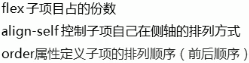 flex 子项目占的份数
align-self 控制子项自己在侧轴的排列方式
order属性定义子项的排列顺序（前后顺序）